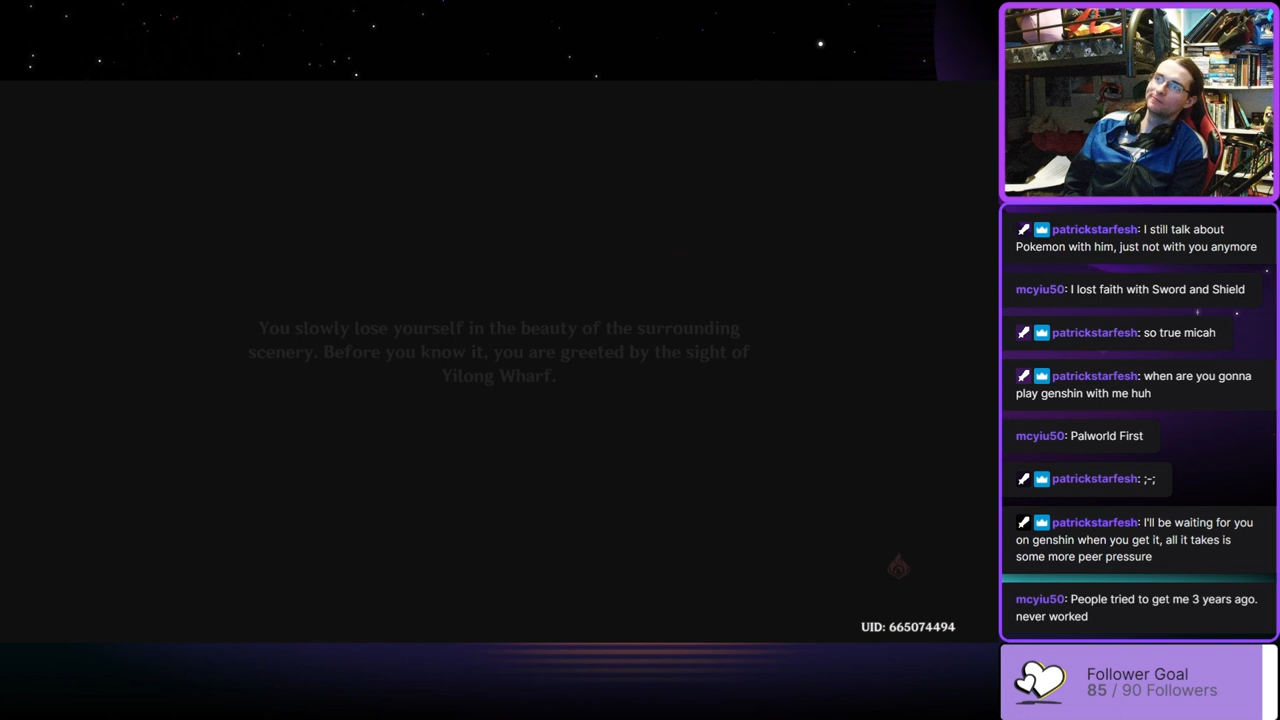 You slowly lose yourself in the beauty of the surrounding
scenery. Before you know it, you are greeted by the sight of
Yilong Wharf.
UID: 665074494
patrickstarfesh: I still talk about
Pokemon with him, just not with you anymore
mcyiu50: I lost faith with Sword and Shield
patrickstarfesh: so true micah
patrickstarfesh: when are you gonna
play genshin with me huh
mcyiu50: Palworld First
patrickstarfesh: ;-;
patrickstarfesh: I'll be waiting for you
on genshin when you get it, all it takes is
some more peer pressure
mcyiu50: People tried to get me 3 years ago.
never worked
Follower Goal
85 / 90 Followers